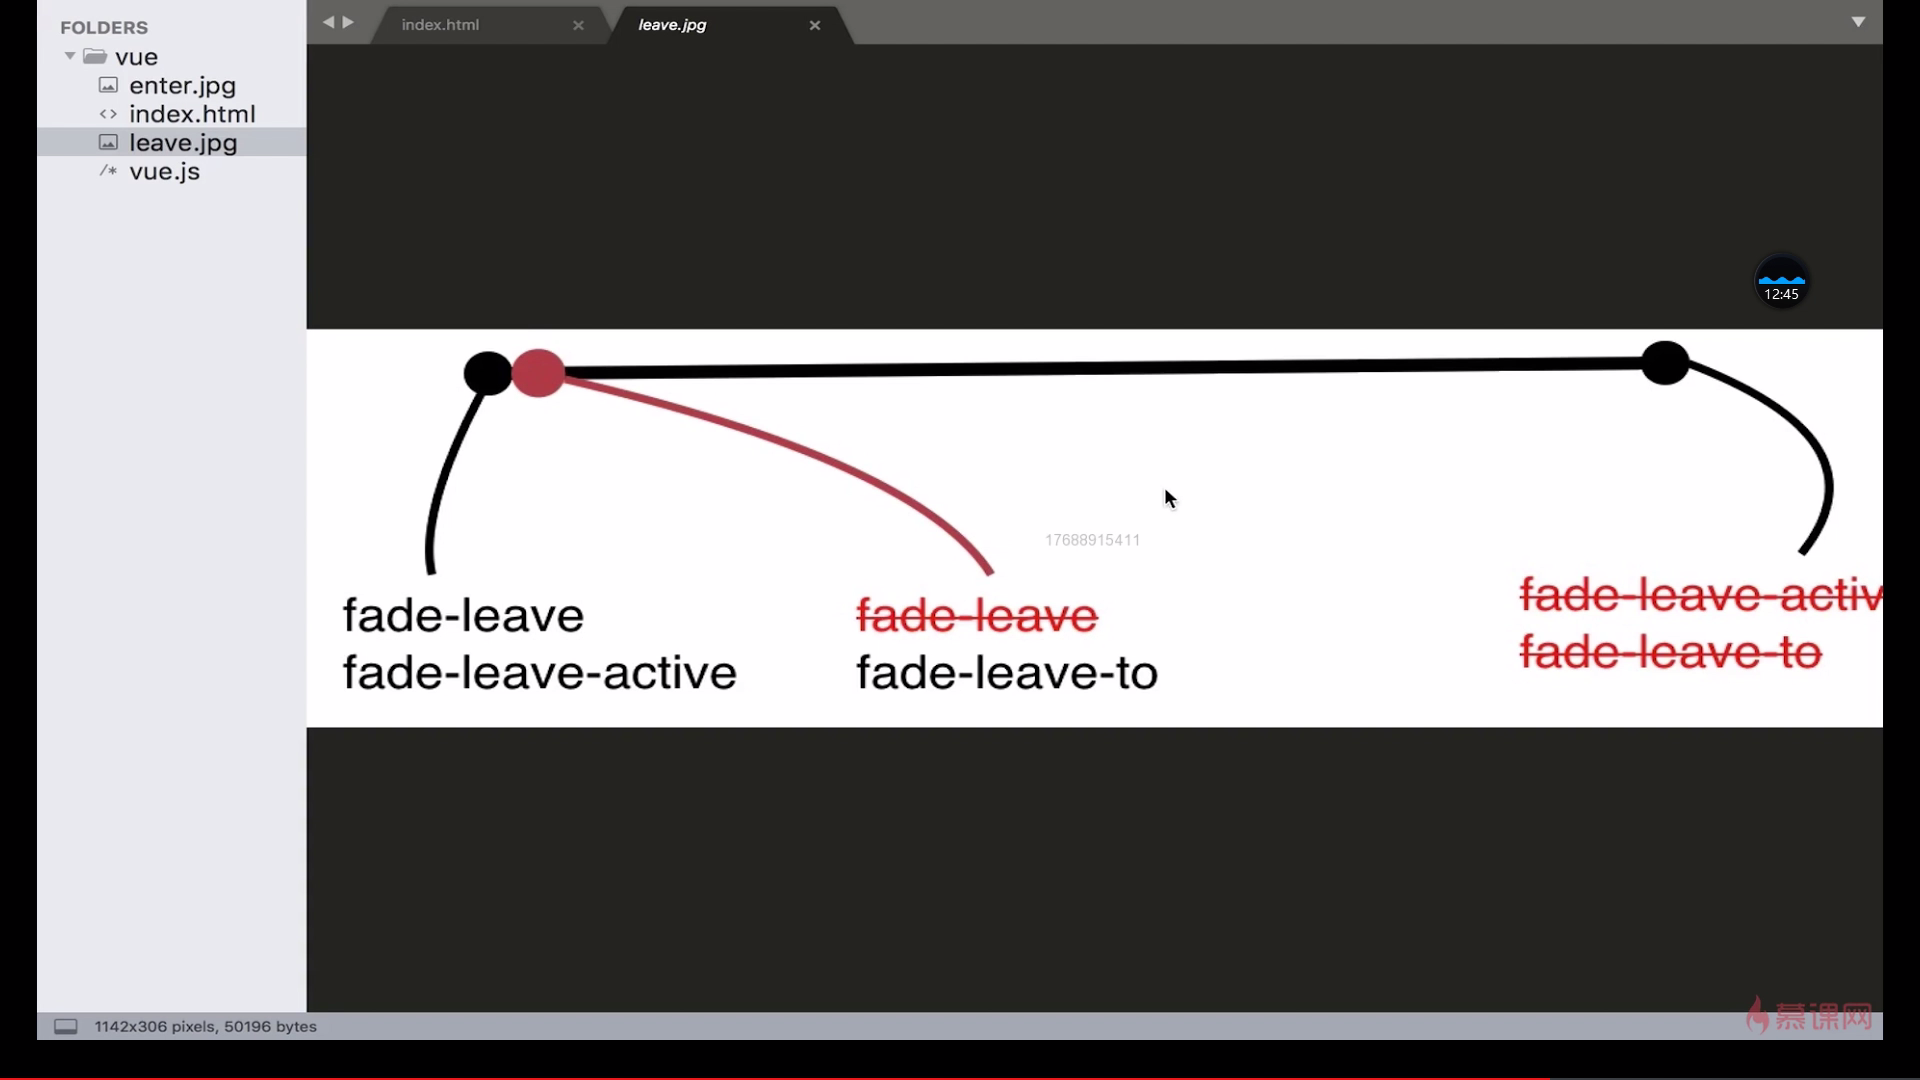 FOLDERS
vue
enter.jpg
index.html
leave.jpg
/* vue.js
index.html
leave.jpg
12:45
17688915411
fade-leave
fade-leave-active
fade-leave
fade-leave-to
fade-leave-activ
fade-leave-to
1142x306 pixels, 50196 bytes
慕课网